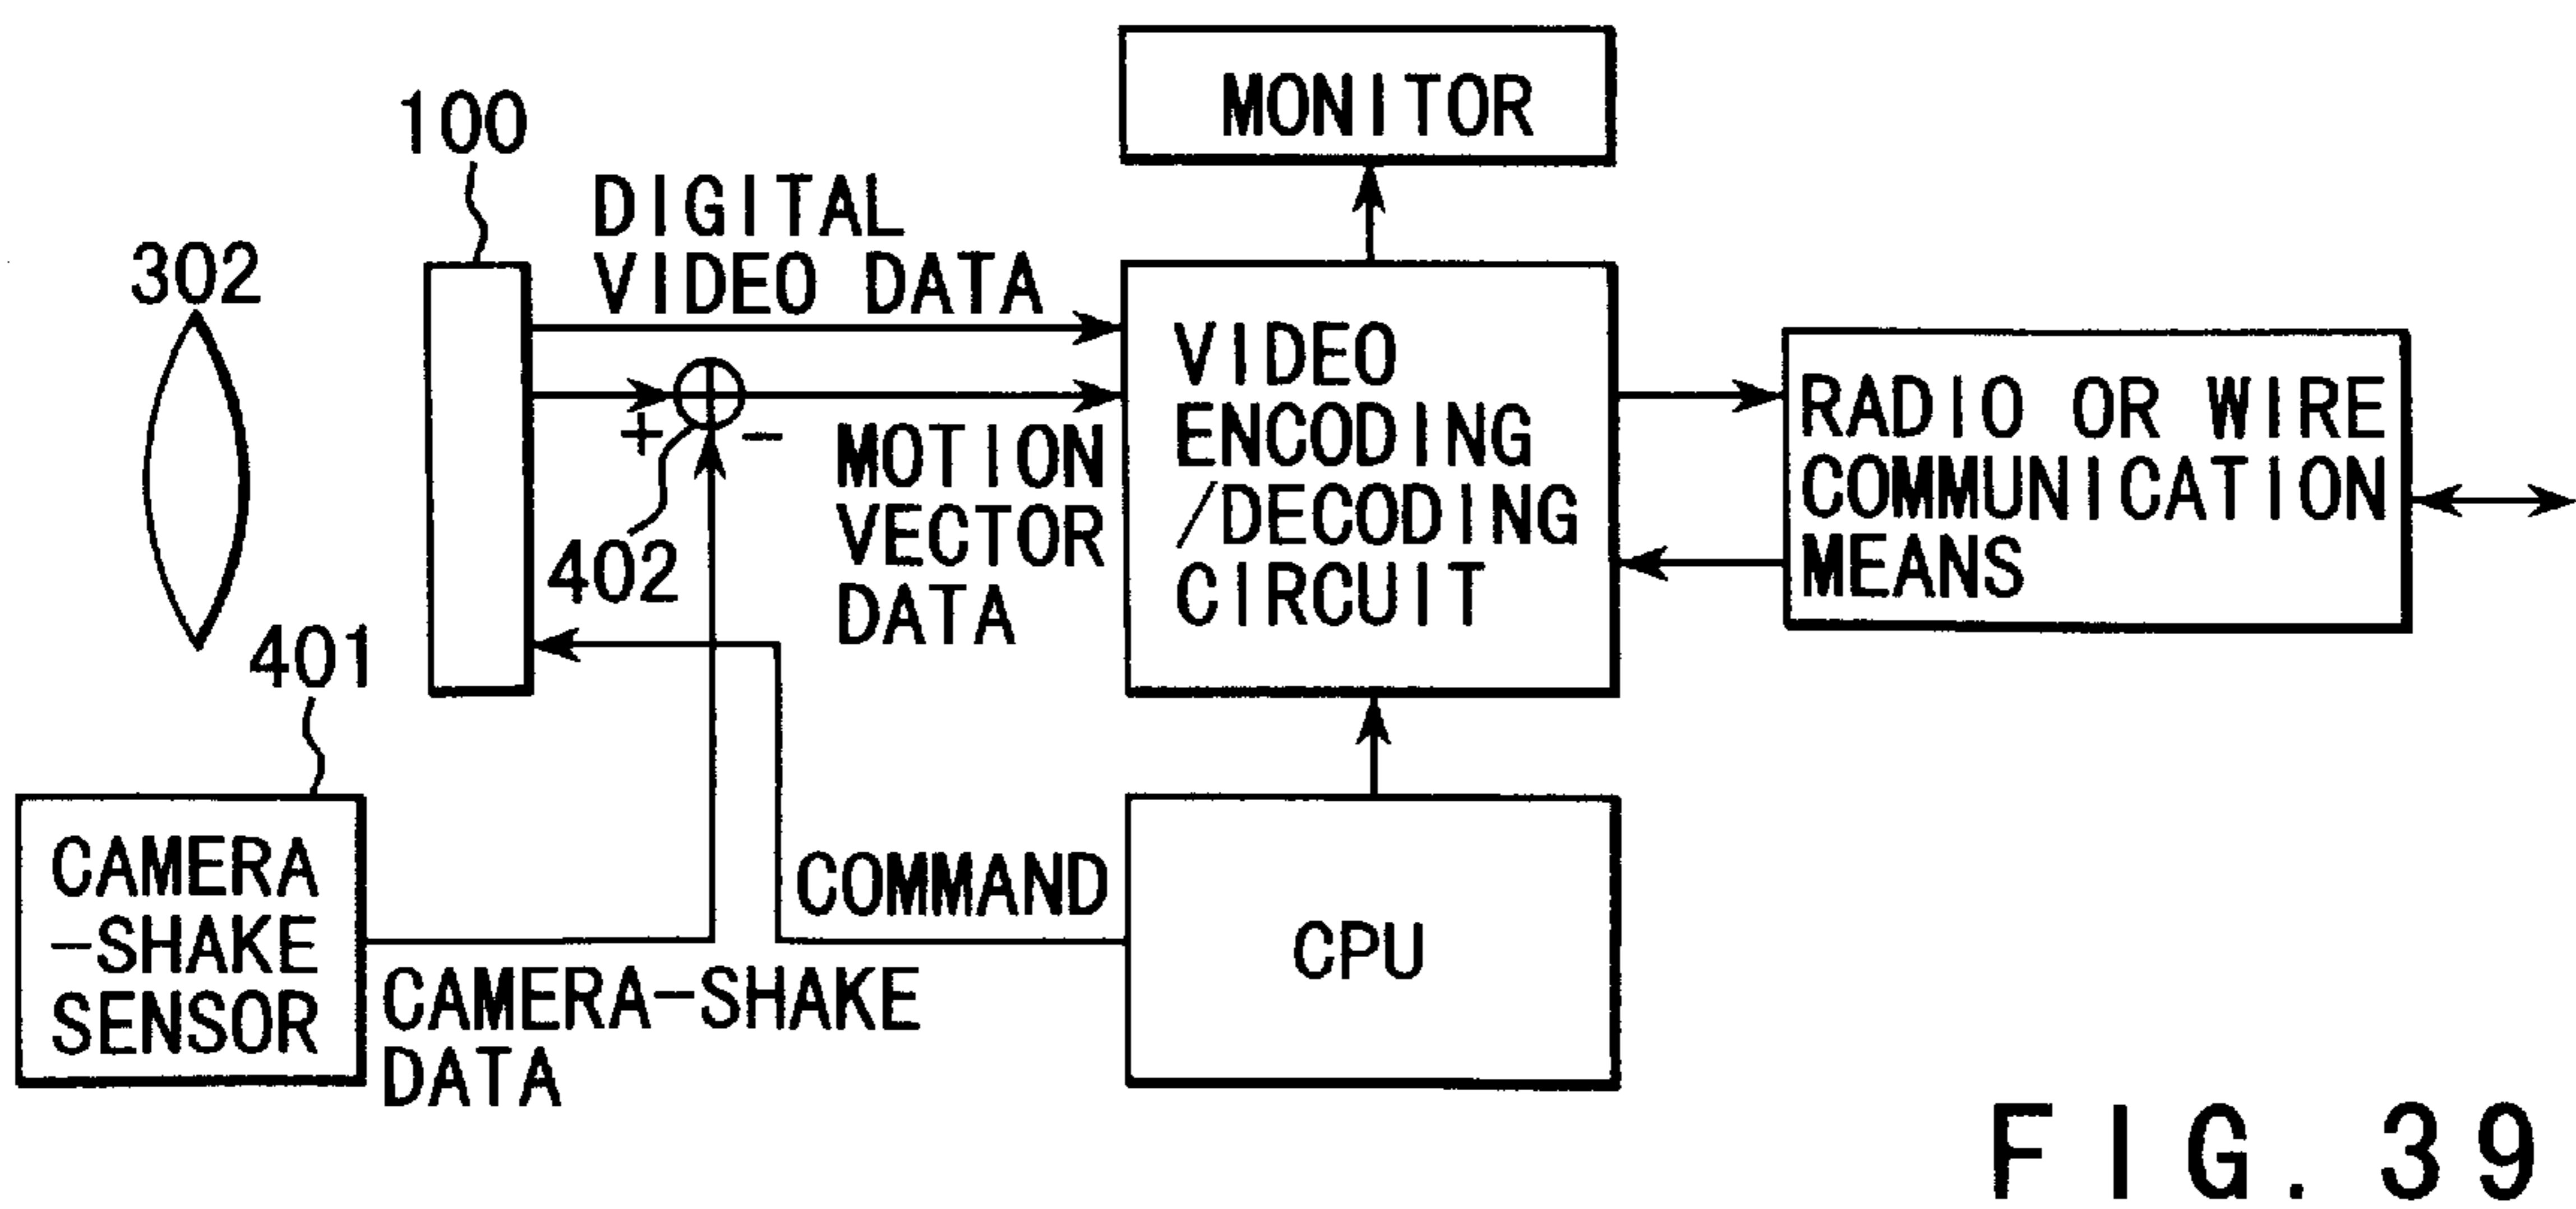 MONITOR
100
DIGITAL
VIDEO DATA
302
VIDEO
ENCODING
/DECODING
CIRCUIT
RADIO OR WIRE
COMMUNICATION
MEANS
+
-
MOTION
VECTOR
DATA
402
401
CAMERA
-SHAKE
SENSOR
COMMAND
CPU
CAMERA-SHAKE
DATA
FIG. 39